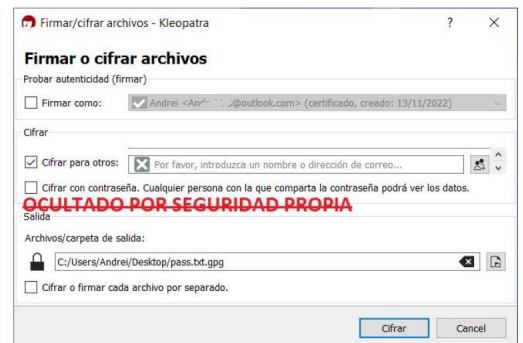 Firmar/cifrar archivos - Kleopatra ? ✕
Firmar o cifrar archivos
Probar autenticidad (firmar)
Firmar como: Andrei @outlook.com> (certificado, creado: 13/11/2022)
Cifrar
Cifrar para otros: Por favor, introduzca un nombre o dirección de correo...
Cifrar con contraseña. Cualquier persona con la que comparta la contraseña podrá ver los datos.
OCULTADO POR SEGURIDAD PROPIA
Salida
Archivos/carpeta de salida:
C:/Users/Andrei/Desktop/pass.txt.gpg
Cifrar o firmar cada archivo por separado.
Cifrar Cancel